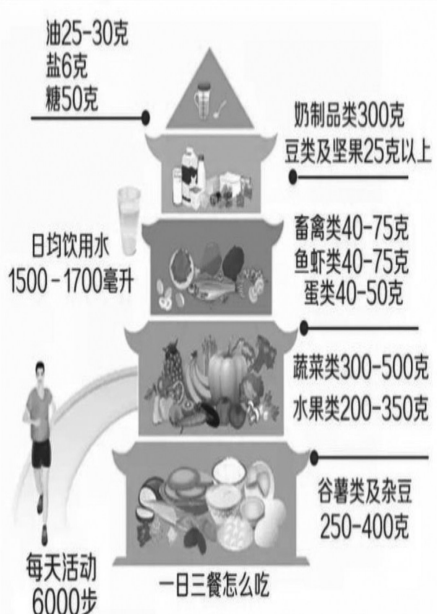 油25-30克
盐6克
糖50克
奶制品类300克
豆类及坚果25克以上
日均饮用水
1500-1700毫升
畜禽类40-75克
鱼虾类40-75克
蛋类40-50克
蔬菜类300-500克
水果类200-350克
谷薯类及杂豆
250-400克
每天活动
6000步
一日三餐怎么吃